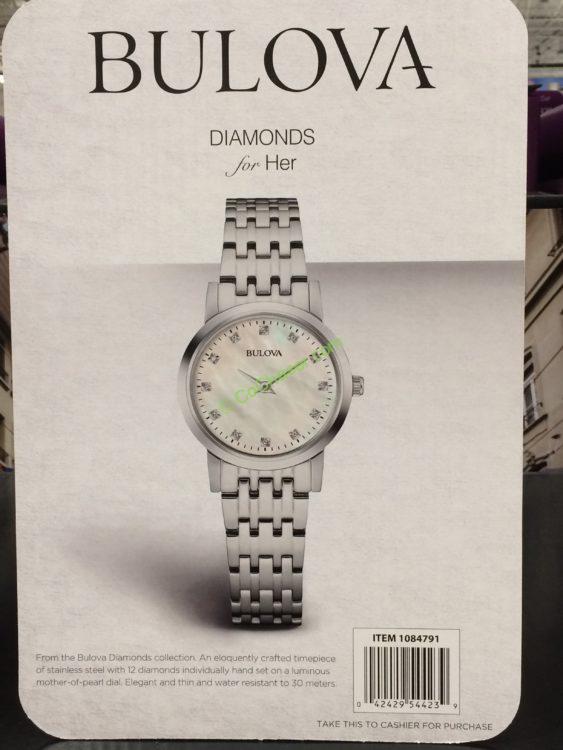 BULOVA
DIAMONDS
for Her
BULOVA
CoCosser.com
From the Bulova Diamonds collection. An eloquently crafted timepiece
of stainless steel with 12 diamonds individually hand set on a luminous
mother-of-pearl dial. Elegant and thin and water resistant to 30 meters.
ITEM 1084791
0 42429 54423 9
TAKE THIS TO CASHIER FOR PURCHASE